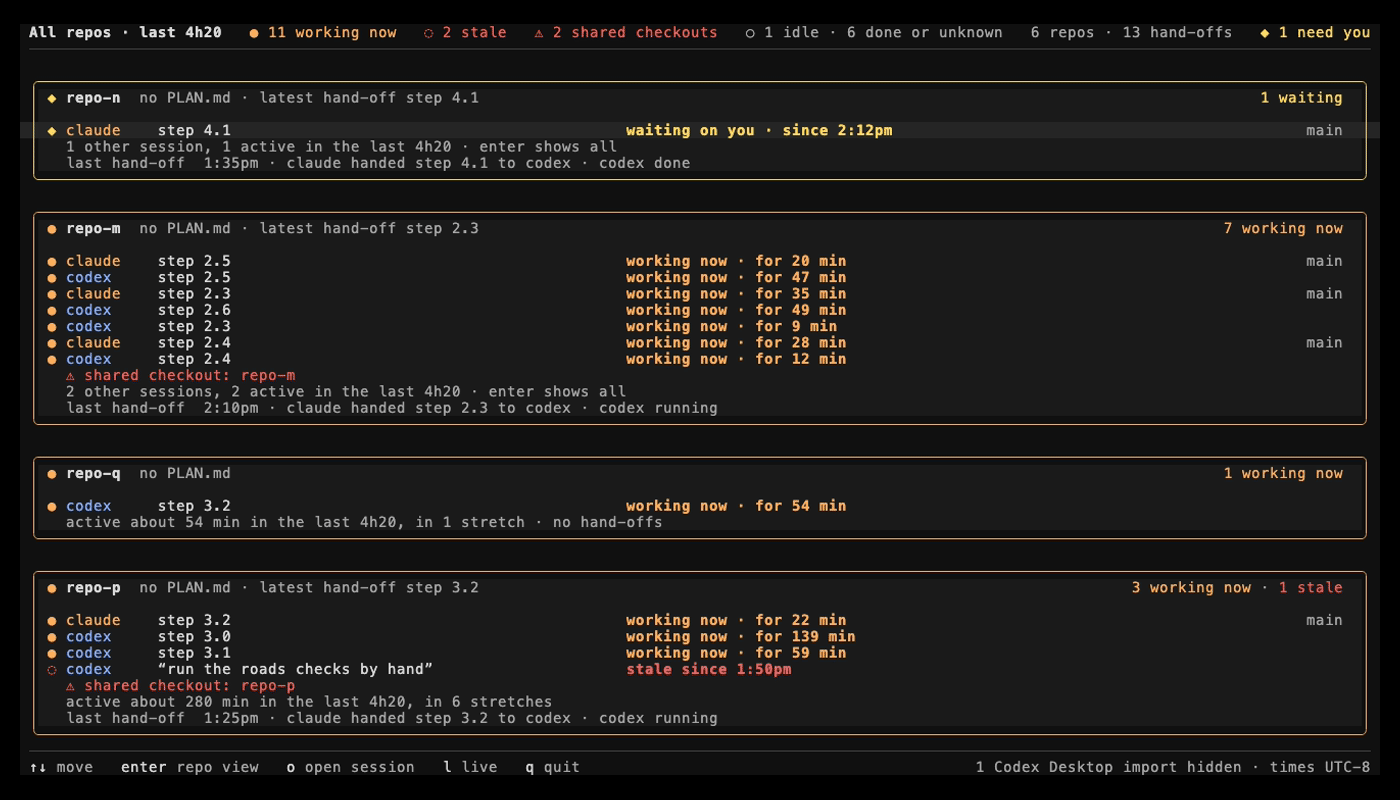 All repos · last 4h20 ● 11 working now ◌ 2 stale ⚠ 2 shared checkouts ○ 1 idle · 6 done or unknown 6 repos · 13 hand-offs ◆ 1 need you
◆ repo-n no PLAN.md · latest hand-off step 4.1 1 waiting
◆ claude step 4.1 waiting on you · since 2:12pm main
1 other session, 1 active in the last 4h20 · enter shows all
last hand-off 1:35pm · claude handed step 4.1 to codex · codex done
● repo-m no PLAN.md · latest hand-off step 2.3 7 working now
● claude step 2.5 working now · for 20 min main
● codex step 2.5 working now · for 47 min
● claude step 2.3 working now · for 35 min main
● codex step 2.6 working now · for 49 min
● codex step 2.3 working now · for 9 min
● claude step 2.4 working now · for 28 min main
● codex step 2.4 working now · for 12 min
⚠ shared checkout: repo-m
2 other sessions, 2 active in the last 4h20 · enter shows all
last hand-off 2:10pm · claude handed step 2.3 to codex · codex running
● repo-q no PLAN.md 1 working now
● codex step 3.2 working now · for 54 min
active about 54 min in the last 4h20, in 1 stretch · no hand-offs
● repo-p no PLAN.md · latest hand-off step 3.2 3 working now · 1 stale
● claude step 3.2 working now · for 22 min main
● codex step 3.0 working now · for 139 min
● codex step 3.1 working now · for 59 min
◌ codex “run the roads checks by hand” stale since 1:50pm
⚠ shared checkout: repo-p
active about 280 min in the last 4h20, in 6 stretches
last hand-off 1:25pm · claude handed step 3.2 to codex · codex running
↑↓ move enter repo view o open session l live q quit 1 Codex Desktop import hidden · times UTC-8